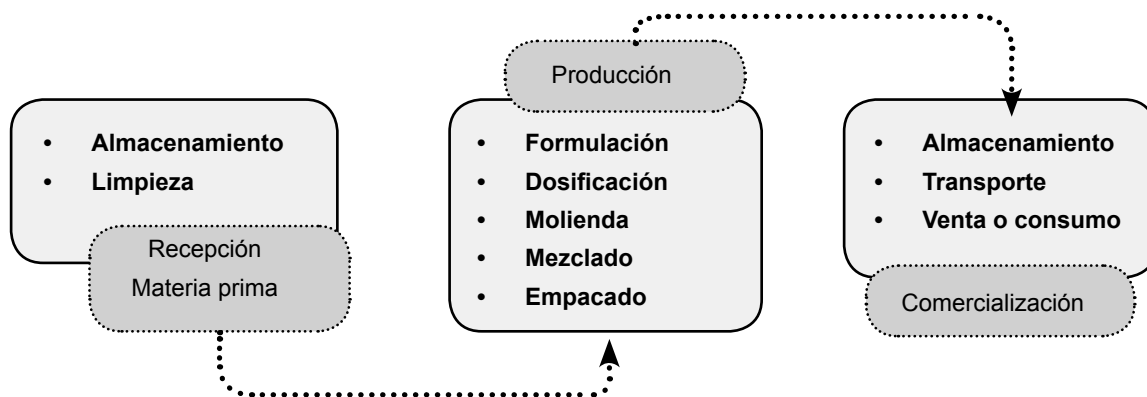 • Almacenamiento
• Limpieza
Recepción
Materia prima
Producción
• Formulación
• Dosificación
• Molienda
• Mezclado
• Empacado
• Almacenamiento
• Transporte
• Venta o consumo
Comercialización